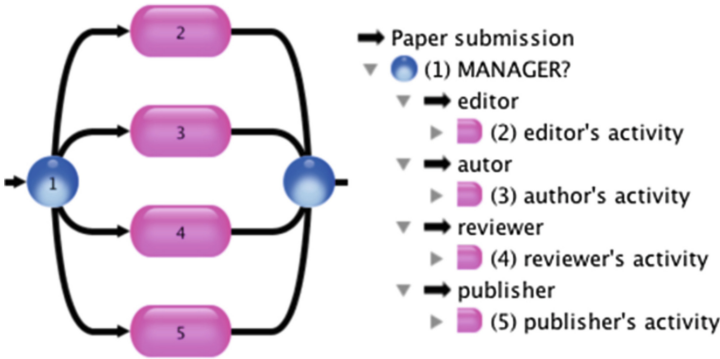 2
3
1
4
5
Paper submission
(1) MANAGER?
editor
(2) editor's activity
autor
(3) author's activity
reviewer
(4) reviewer's activity
publisher
(5) publisher's activity